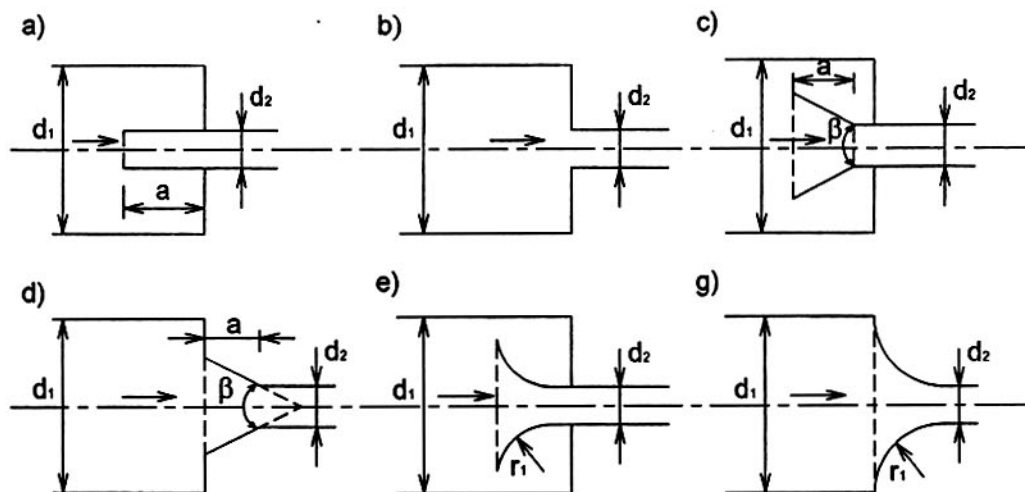 a)
d₁
d₂
a
b)
d₁
d₂
c)
a
d₁
β
d₂
d)
a
d₁
β
d₂
e)
d₁
d₂
r₁
g)
d₁
d₂
r₁